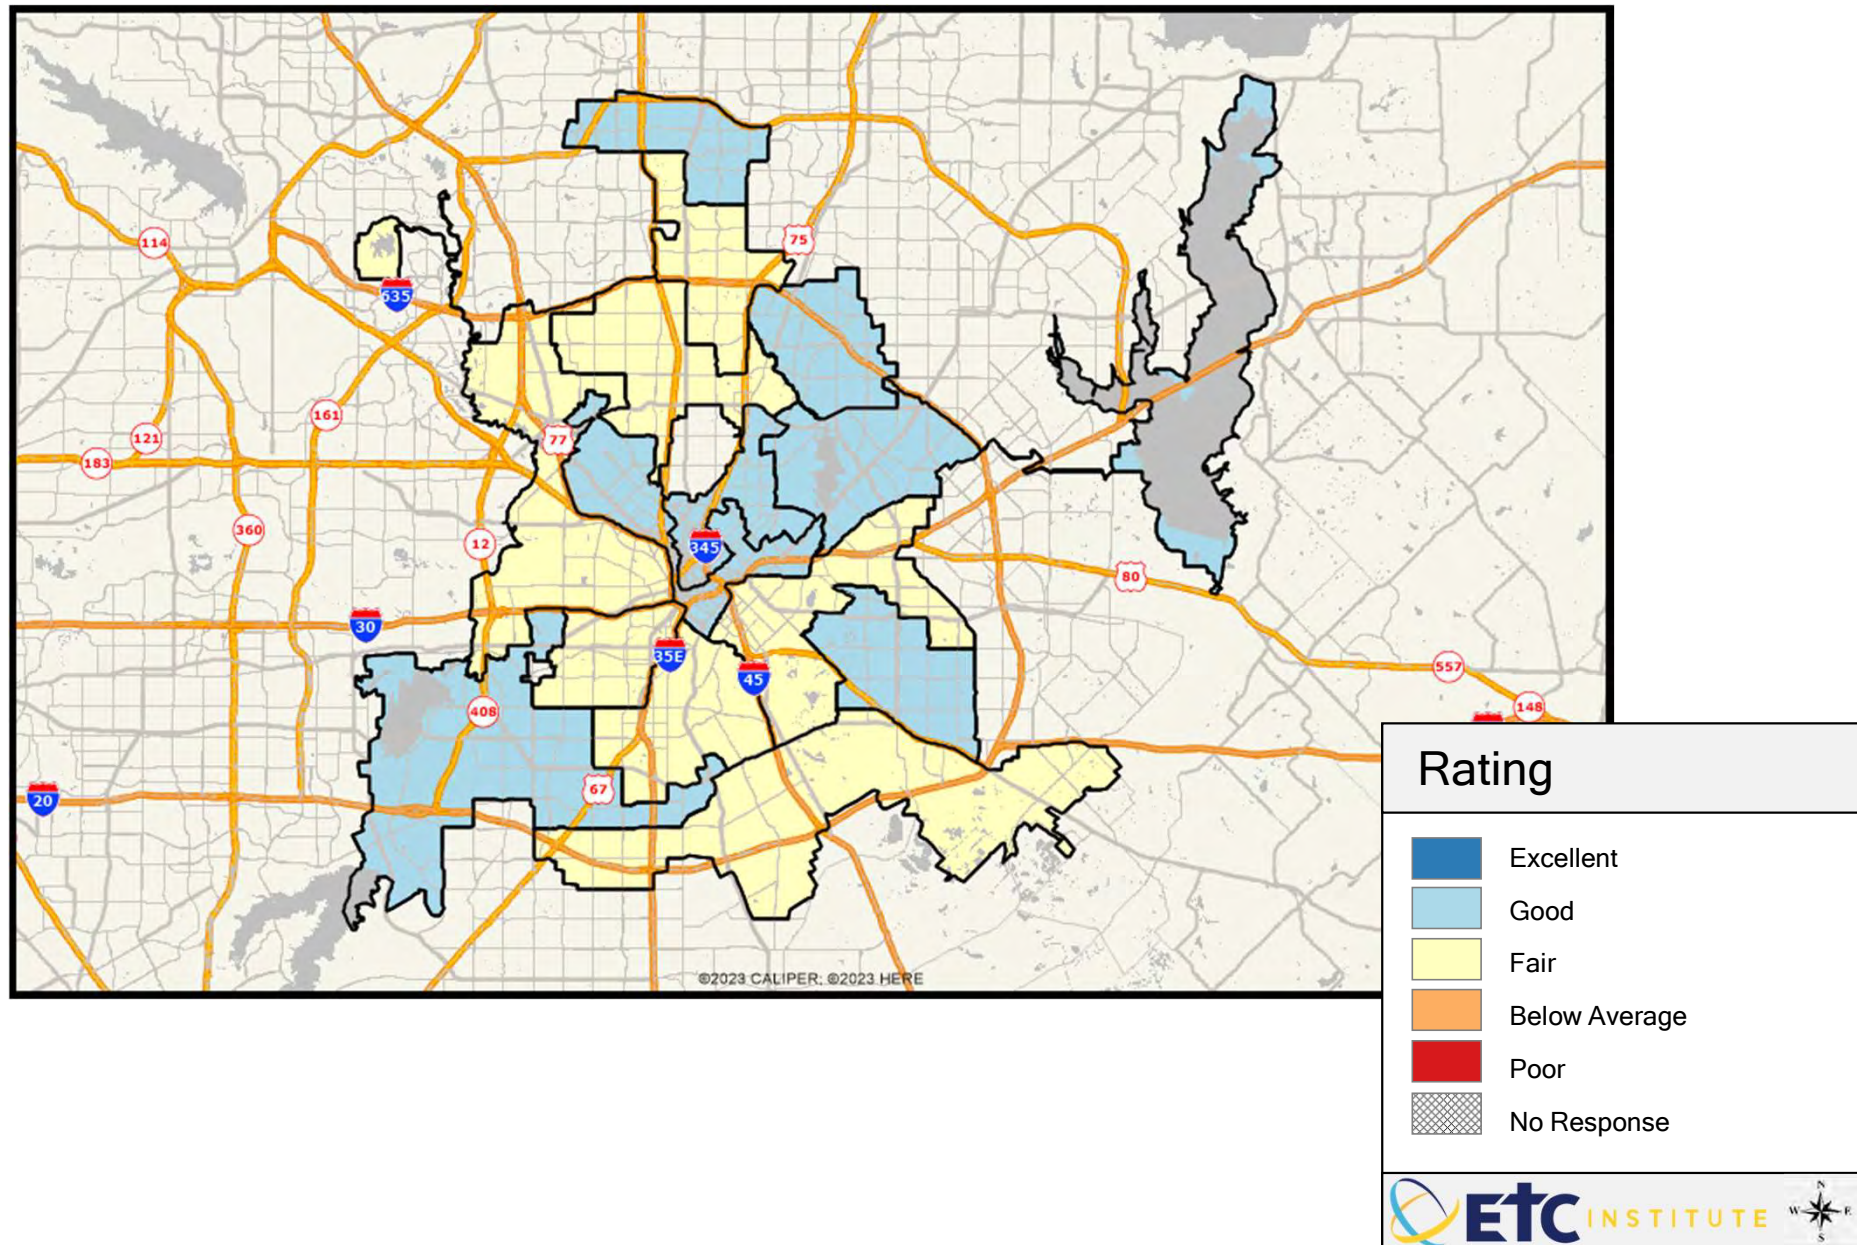 75
114
635
161
121
77
183
360
12
345
80
30
35E
45
557
148
408
67
20
©2023 CALIPER; ©2023 HERE
Rating
Excellent
Good
Fair
Below Average
Poor
No Response
ETC INSTITUTE
N
W E
S